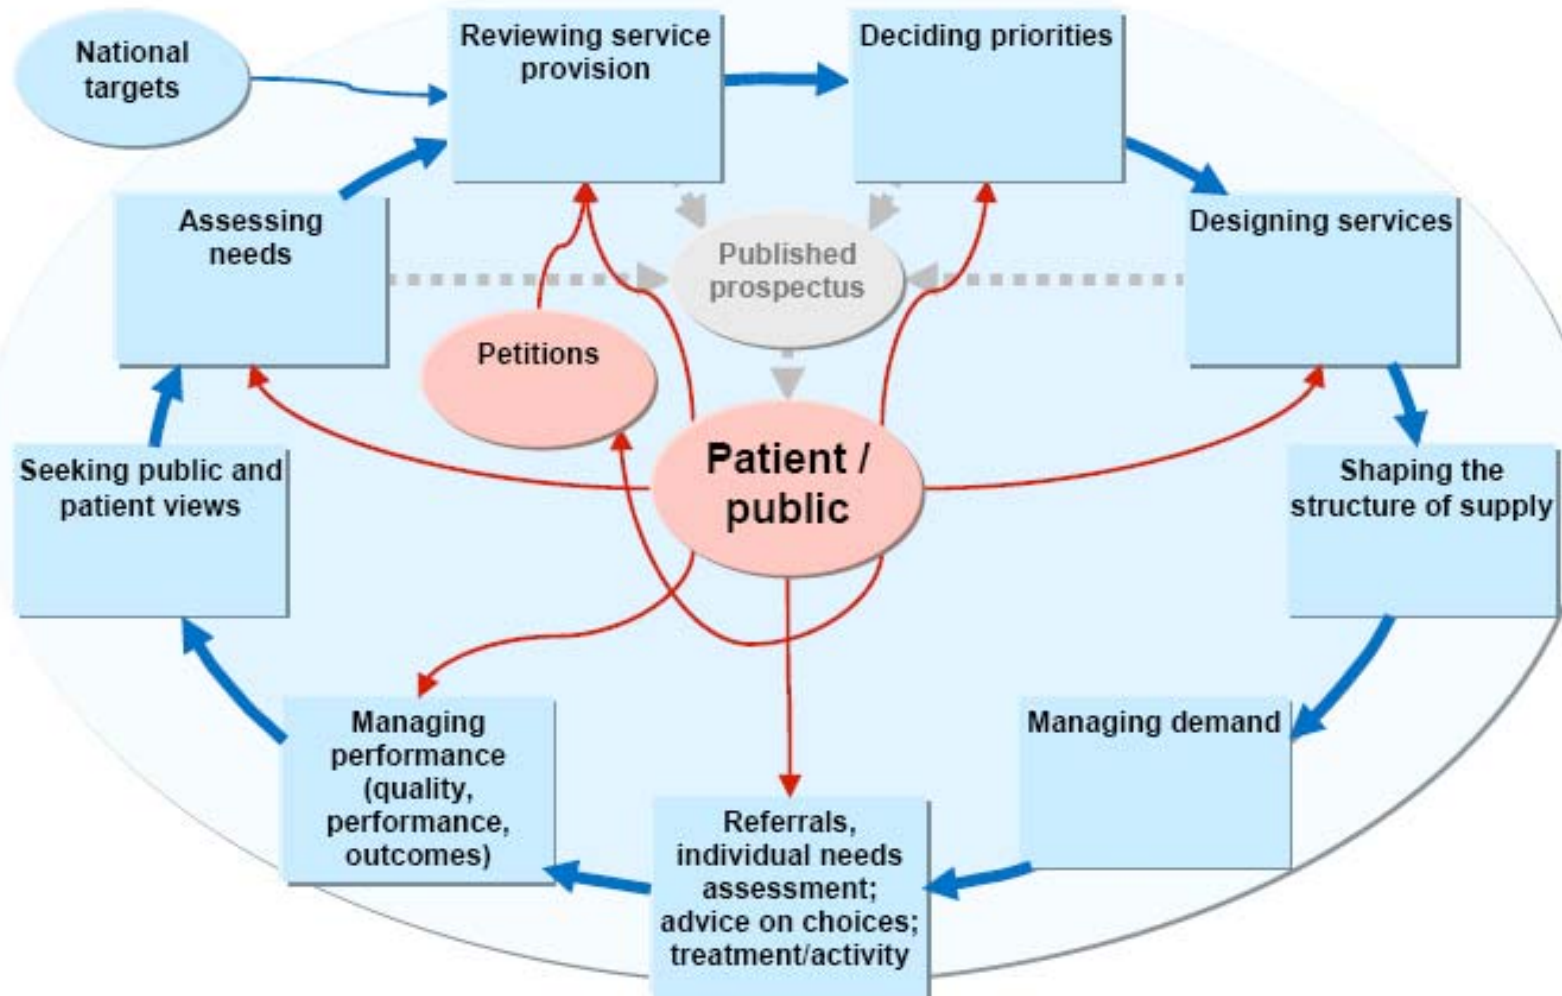 National
targets
Reviewing service
provision
Deciding priorities
Assessing
needs
Published
prospectus
Designing services
Petitions
Seeking public and
patient views
Patient /
public
Shaping the
structure of supply
Managing
performance
(quality,
performance,
outcomes)
Referrals,
individual needs
assessment;
advice on choices;
treatment/activity
Managing demand